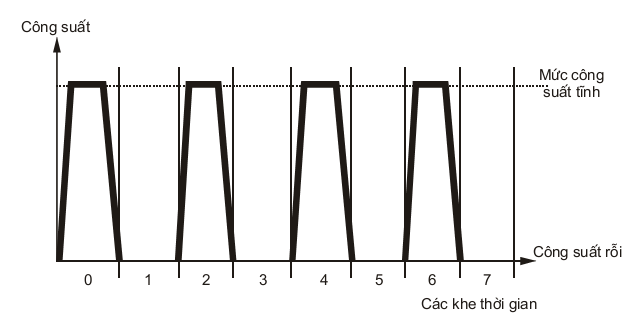 Công suất
Mức công
suất tĩnh
Công suất rỗi
0 1 2 3 4 5 6 7
Các khe thời gian